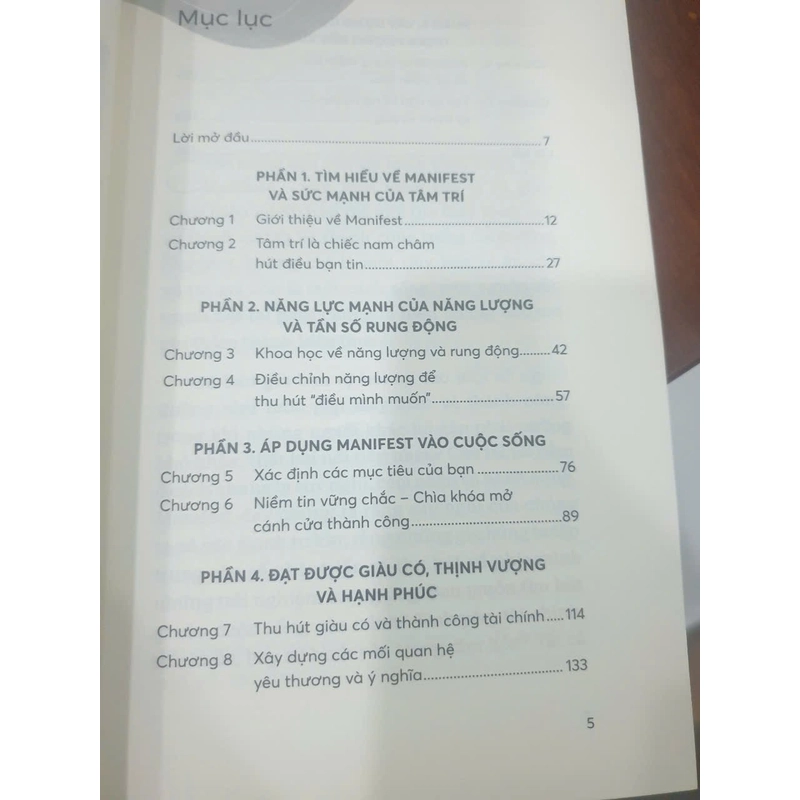 Mục lục
Lời mở đầu........................................................7
PHẦN 1. TÌM HIỂU VỀ MANIFEST
VÀ SỨC MẠNH CỦA TÂM TRÍ
Chương 1 Giới thiệu về Manifest..........................12
Chương 2 Tâm trí là chiếc nam châm
hút điều bạn tin..................................27
PHẦN 2. NĂNG LỰC MẠNH CỦA NĂNG LƯỢNG
VÀ TẦN SỐ RUNG ĐỘNG
Chương 3 Khoa học về năng lượng và rung động.........42
Chương 4 Điều chỉnh năng lượng để
thu hút “điều mình muốn”........................57
PHẦN 3. ÁP DỤNG MANIFEST VÀO CUỘC SỐNG
Chương 5 Xác định các mục tiêu của bạn................76
Chương 6 Niềm tin vững chắc – Chìa khóa mở
cánh cửa thành công..............................89
PHẦN 4. ĐẠT ĐƯỢC GIÀU CÓ, THỊNH VƯỢNG
VÀ HẠNH PHÚC
Chương 7 Thu hút giàu có và thành công tài chính.....114
Chương 8 Xây dựng các mối quan hệ
yêu thương và ý nghĩa............................133
5